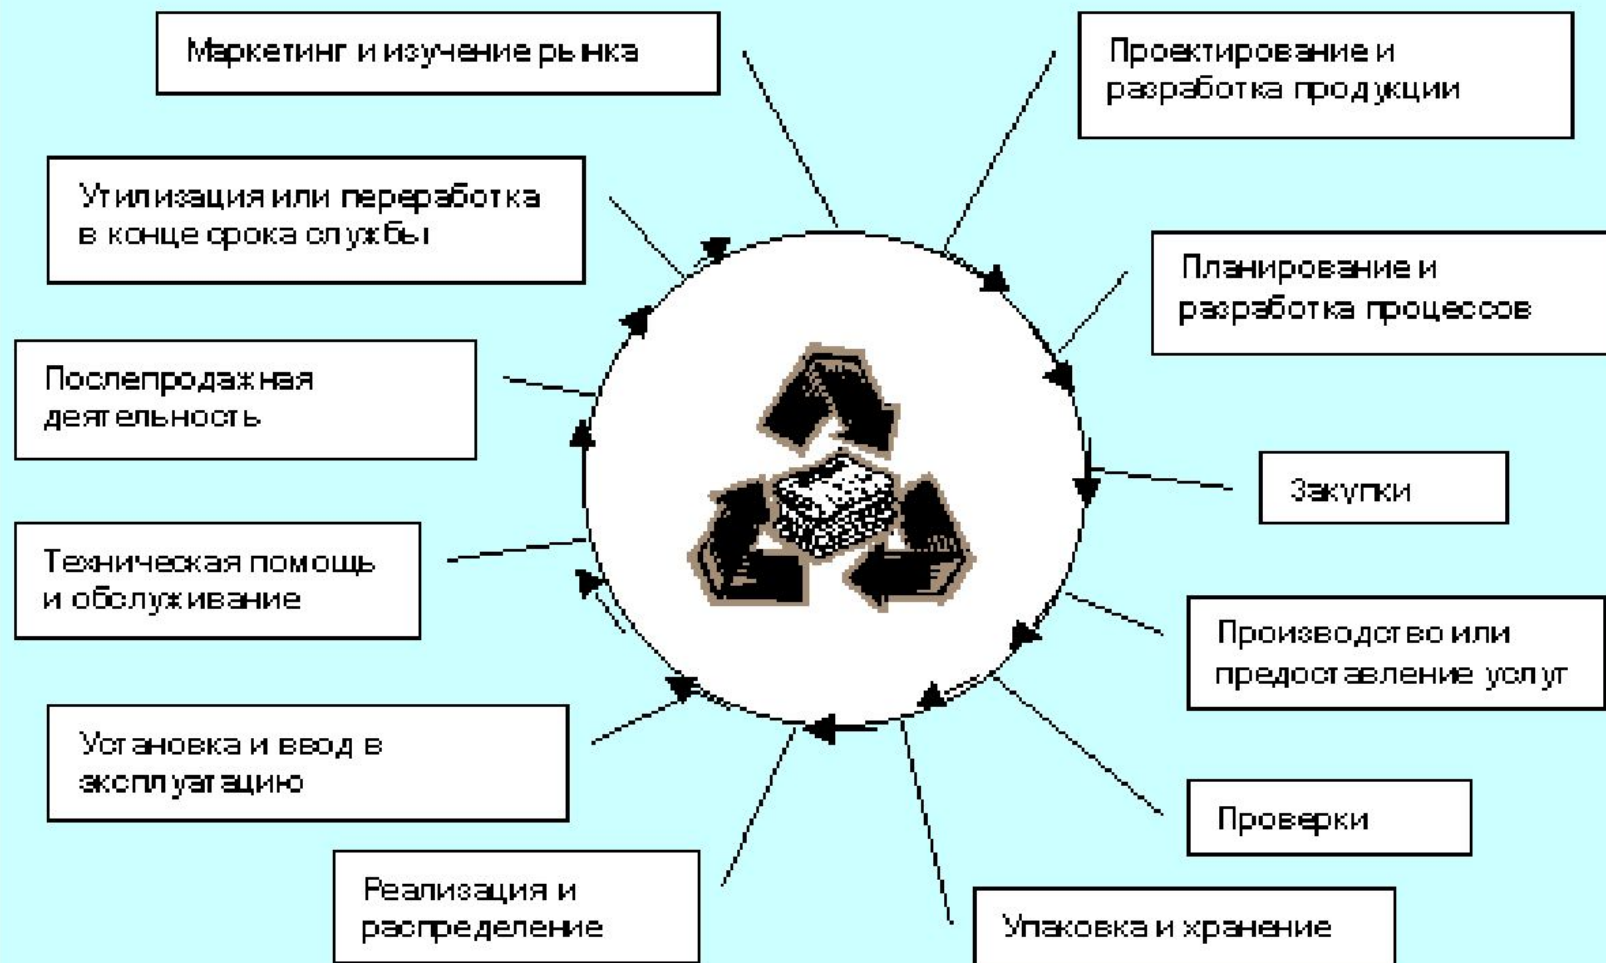 Маркетинг и изучение рынка
Проектирование и
разработка продукции
Планирование и
разработка процессов
Закупки
Производство или
предоставление услуг
Проверки
Упаковка и хранение
Реализация и
распределение
Установка и ввод в
эксплуатацию
Техническая помощь
и обслуживание
Послепродажная
деятельность
Утилизация или переработка
в конце срока службы